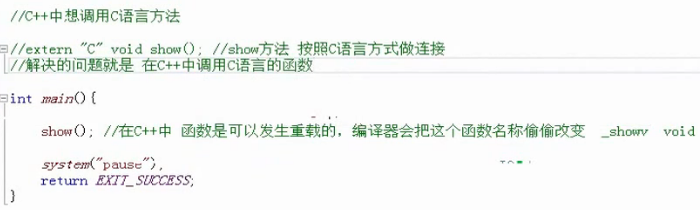 //C++中想调用C语言方法
//extern "C" void show(); //show方法 按照C语言方式做连接
//解决的问题就是 在C++中调用C语言的函数
int main(){
show(); //在C++中 函数是可以发生重载的，编译器会把这个函数名称偷偷改变 _showv void
system("pause"),
return EXIT_SUCCESS;
}